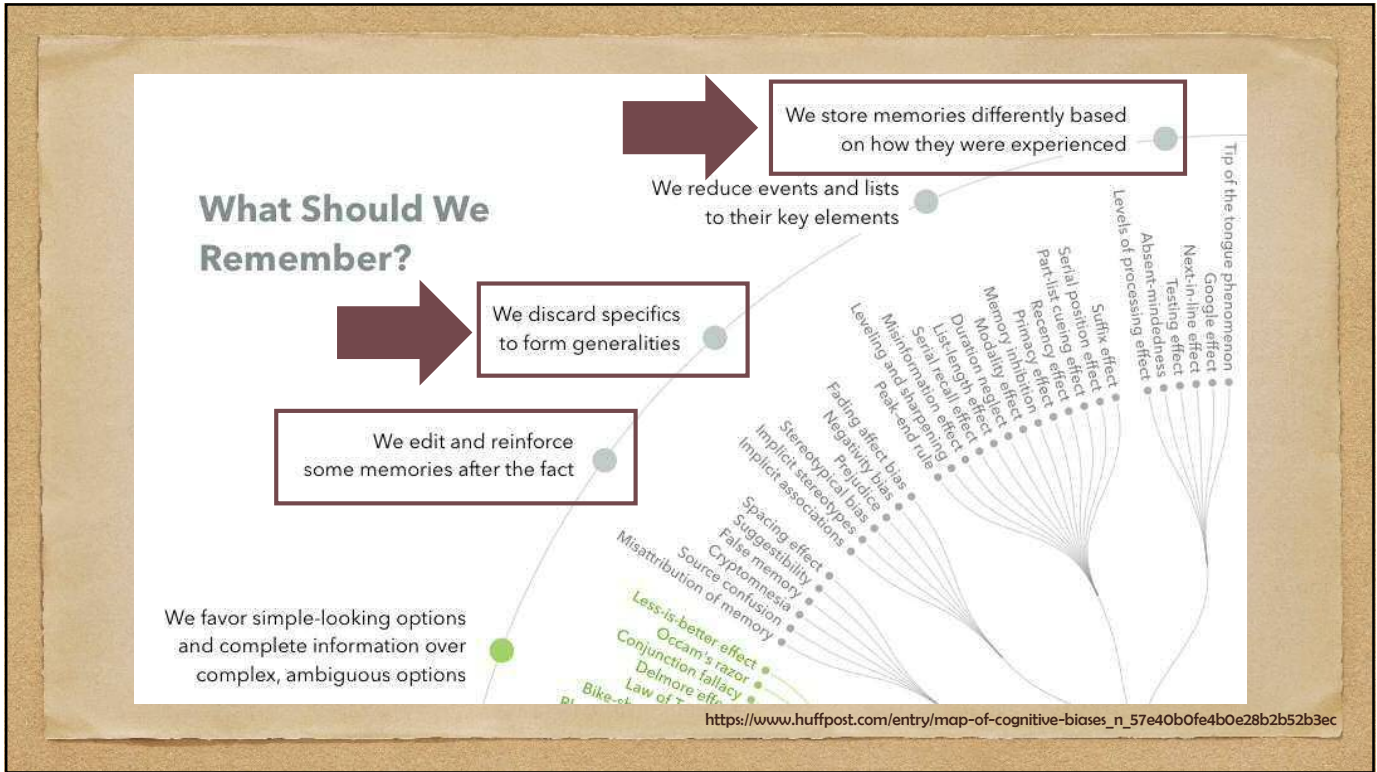 We store memories differently based
on how they were experienced
We reduce events and lists
to their key elements
What Should We
Remember?
We discard specifics
to form generalities
We edit and reinforce
some memories after the fact
We favor simple-looking options
and complete information over
complex, ambiguous options
Tip of the tongue phenomenon
Google effect
Next-in-line effect
Testing effect
Absent-mindedness
Levels of processing effect
Suffix effect
Serial position effect
Part-list cueing effect
Recency effect
Primacy effect
Memory inhibition
Modality effect
Duration neglect
List-length effect
Serial recall effect
Misinformation effect
Leveling and sharpening
Peak-end rule
Fading affect bias
Negativity bias
Prejudice
Stereotypical bias
Implicit stereotypes
Implicit associations
Spacing effect
Suggestibility
False memory
Cryptomnesia
Source confusion
Misattribution of memory
Less-is-better effect
Occam's razor
Conjunction fallacy
Delmore effe
Law of
https://www.huffpost.com/entry/map-of-cognitive-biases_n_57e40b0fe4b0e28b2b52b3ec